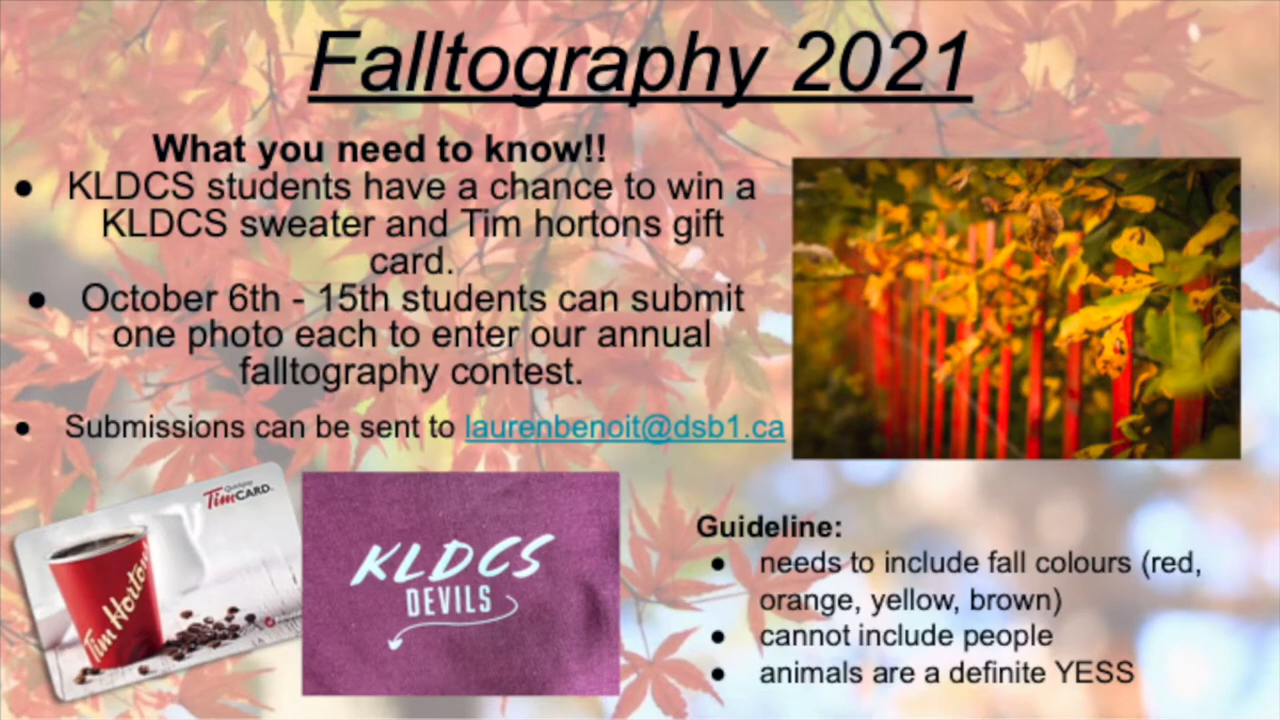 Falltography 2021
What you need to know!!
● KLDCS students have a chance to win a
KLDCS sweater and Tim hortons gift
card.
● October 6th - 15th students can submit
one photo each to enter our annual
falltography contest.
● Submissions can be sent to laurenbenoit@dsb1.ca
TimCARD
Tim Hortons
KLDCS
DEVILS
Guideline:
● needs to include fall colours (red,
orange, yellow, brown)
● cannot include people
● animals are a definite YESS